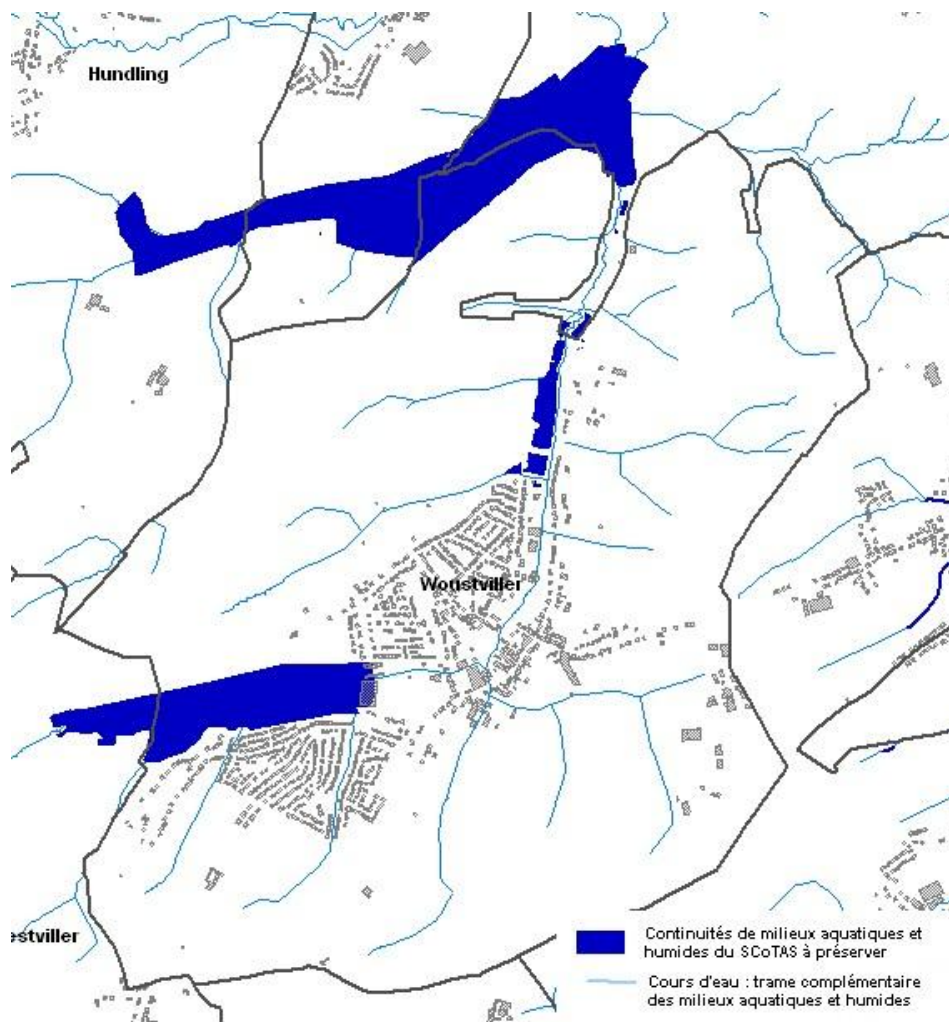 Hundling
Woustviller
estviller
Continuités de milieux aquatiques et
humides du SCoTAS à préserver
Cours d'eau : trame complémentaire
des milieux aquatiques et humides